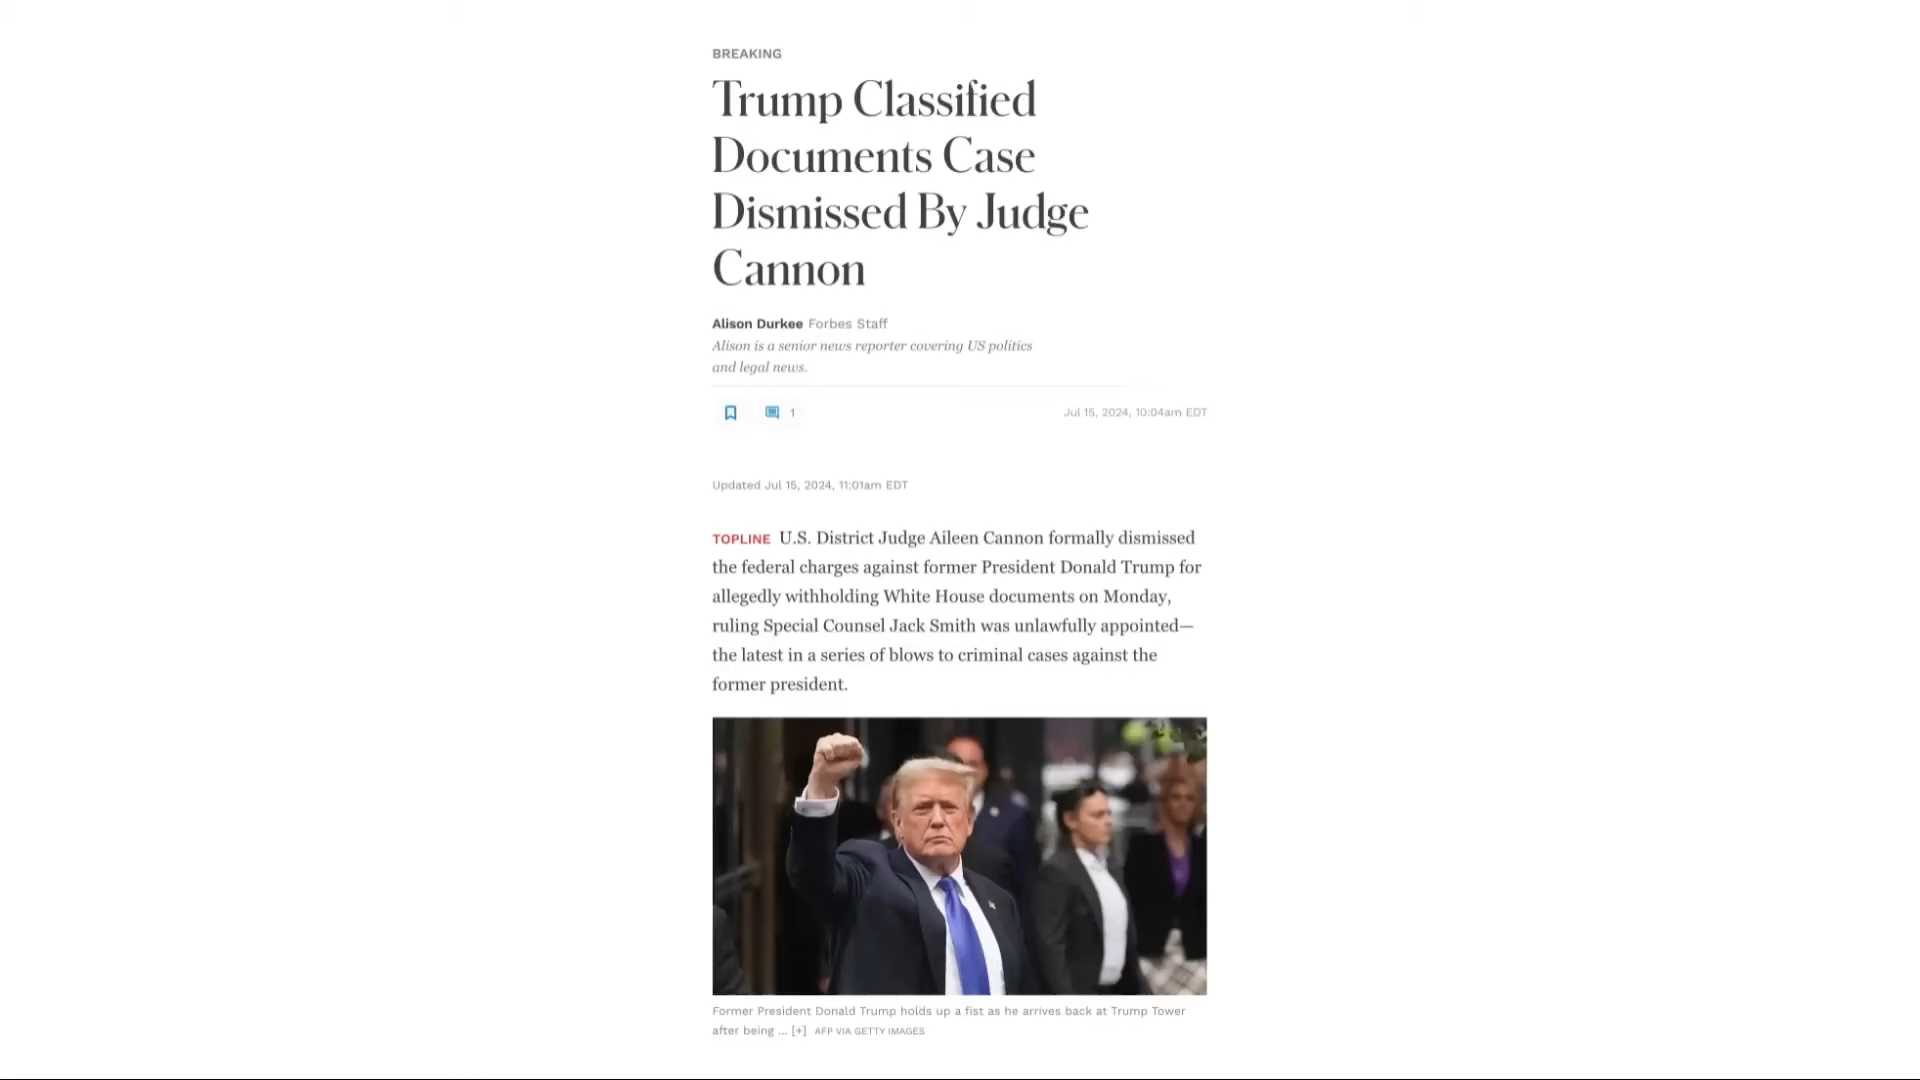 BREAKING
Trump Classified
Documents Case
Dismissed By Judge
Cannon
Alison Durkee Forbes Staff
Alison is a senior news reporter covering US politics
and legal news.
1
Jul 15, 2024, 10:04am EDT
Updated Jul 15, 2024, 11:01am EDT
TOPLINE U.S. District Judge Aileen Cannon formally dismissed
the federal charges against former President Donald Trump for
allegedly withholding White House documents on Monday,
ruling Special Counsel Jack Smith was unlawfully appointed—
the latest in a series of blows to criminal cases against the
former president.
Former President Donald Trump holds up a fist as he arrives back at Trump Tower
after being ... [+] AFP VIA GETTY IMAGES